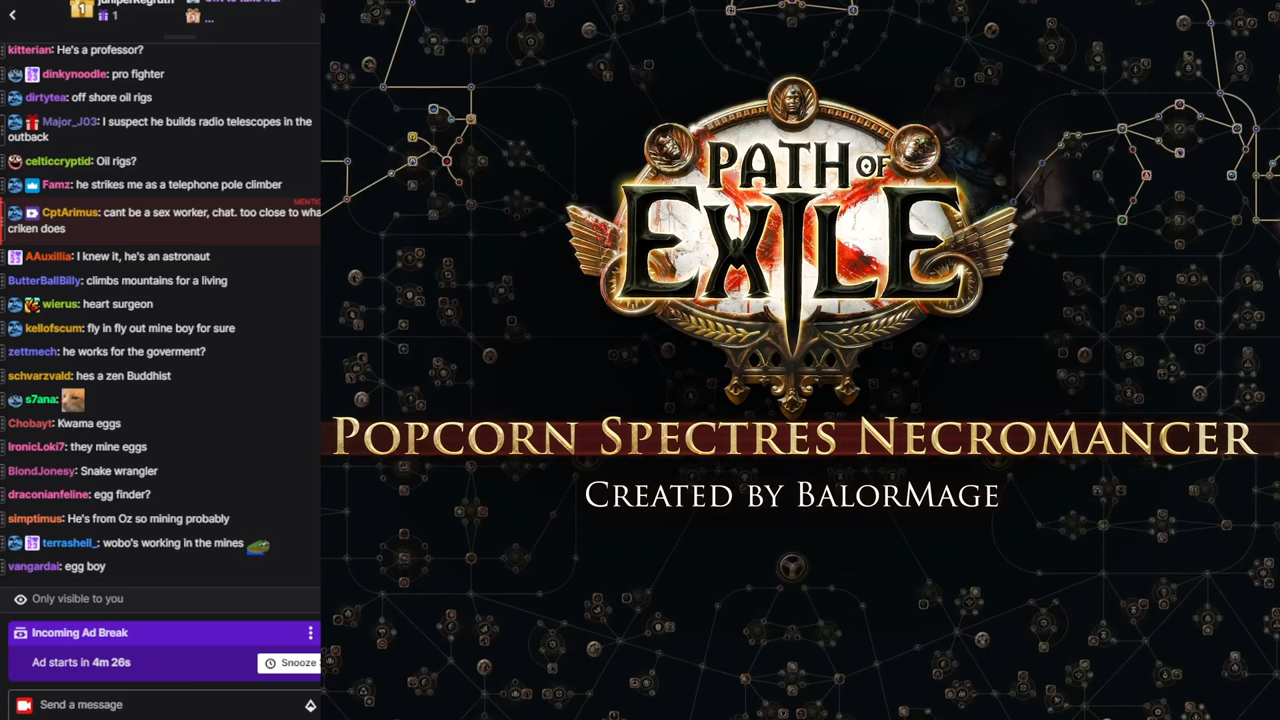 1
1
...
kitterian: He's a professor?
dinkynoodle: pro fighter
dirtytea: off shore oil rigs
Major_J03: I suspect he builds radio telescopes in the
outback
celticcryptid: Oil rigs?
Famz: he strikes me as a telephone pole climber
CptArimus: cant be a sex worker, chat. too close to wha
criken does
AAuxillia: I knew it, he's an astronaut
ButterBallBilly: climbs mountains for a living
wierus: heart surgeon
kellofscum: fly in fly out mine boy for sure
zettmech: he works for the goverment?
schvarzvald: hes a zen Buddhist
s7ana:
Chobayt: Kwama eggs
IronicLoki7: they mine eggs
BlondJonesy: Snake wrangler
draconianfeline: egg finder?
simptimus: He's from Oz so mining probably
terrashell_: wobo's working in the mines
vangardai: egg boy
Only visible to you
Incoming Ad Break
Ad starts in 4m 26s
Snooze
Send a message
PATH OF
EXILE
POPCORN SPECTRES NECROMANCER
CREATED BY BALORMAGE